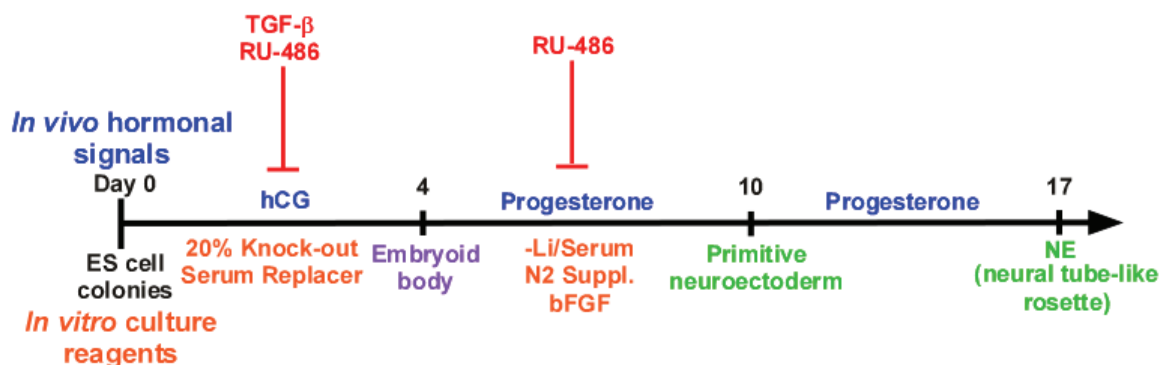 TGF-β
RU-486
RU-486
In vivo hormonal
signals
Day 0
4
10
17
hCG
Progesterone
Progesterone
ES cell
colonies
20% Knock-out
Serum Replacer
Embryoid
body
-Li/Serum
N2 Suppl.
bFGF
Primitive
neuroectoderm
NE
(neural tube-like
rosette)
In vitro culture
reagents